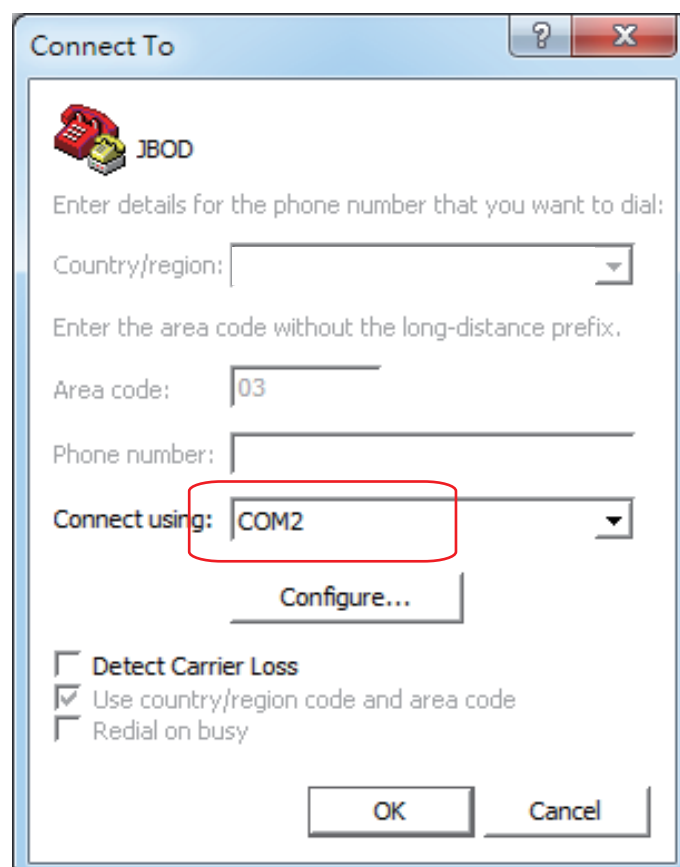 Connect To
JBOD
Enter details for the phone number that you want to dial:
Country/region:
Enter the area code without the long-distance prefix.
Area code: 03
Phone number:
Connect using: COM2
Configure...
Detect Carrier Loss
Use country/region code and area code
Redial on busy
OK Cancel